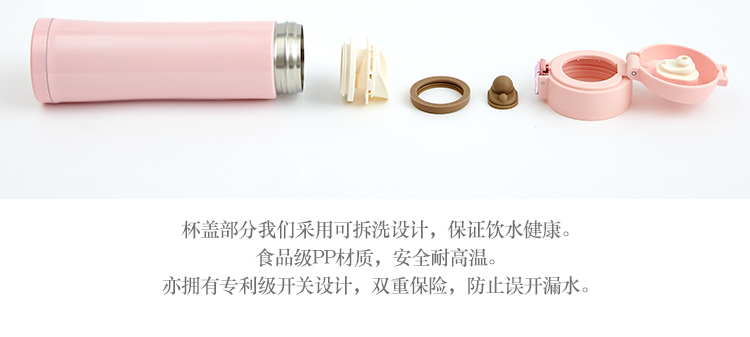 杯盖部分我们采用可拆洗设计，保证饮水健康。
食品级PP材质，安全耐高温。
亦拥有专利级开关设计，双重保险，防止误开漏水。